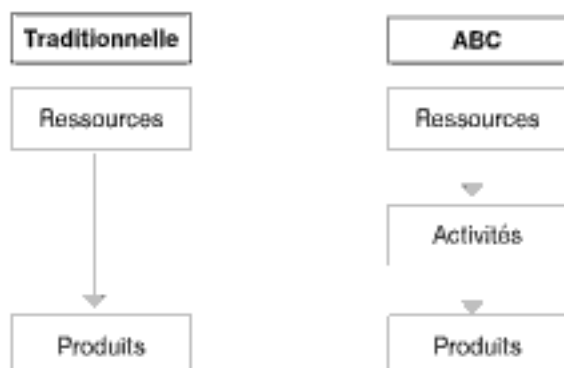 Traditionnelle
Ressources
Produits
ABC
Ressources
Activités
Produits